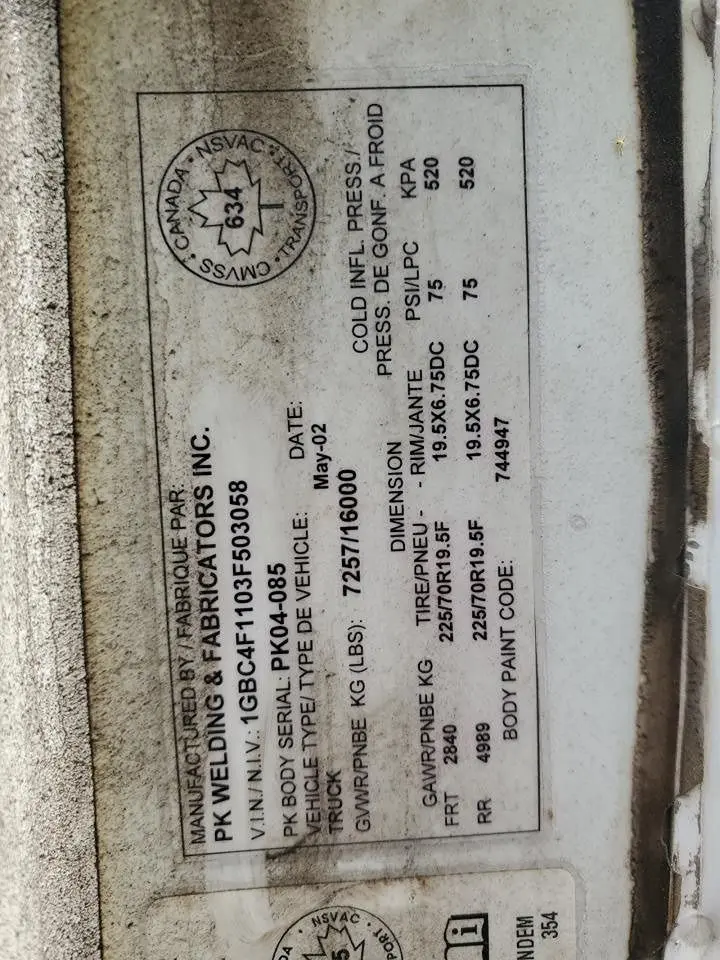 MANUFACTURED BY / FABRIQUE PAR:
PK WELDING & FABRICATORS INC.
V.I.N./ N.I.V.: 1GBC4F1103F503058
PK BODY SERIAL: PK04-085
VEHICLE TYPE/ TYPE DE VEHICLE: DATE:
TRUCK May-02
GVWR/PNBE KG (LBS): 7257/16000
CANADA • NSVAC • TRANSPORT • CMVSS •
634
COLD INFL. PRESS./
DIMENSION PRESS. DE GONF. A FROID
GAWR/PNBE KG TIRE/PNEU - - RIM/JANTE PSI/LPC KPA
FRT 2840 225/70R19.5F 19.5X6.75DC 75 520
RR 4989 225/70R19.5F 19.5X6.75DC 75 520
BODY PAINT CODE: 744947
NSVAC
NDEM
354